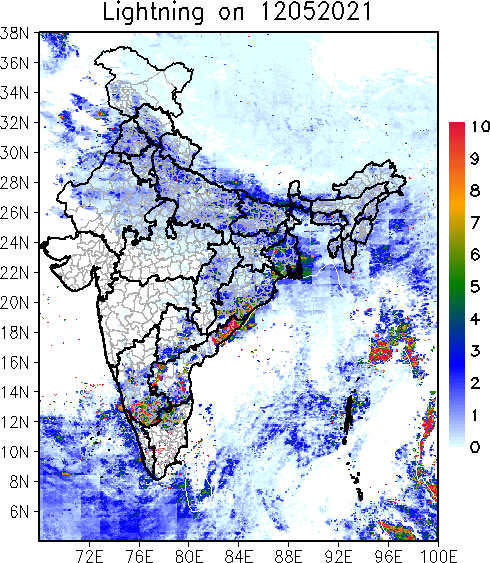 Lightning on 12052021
38N
36N
34N
32N
30N
28N
26N
24N
22N
20N
18N
16N
14N
12N
10N
8N
6N
72E 76E 80E 84E 88E 92E 96E 100E
10
9
8
7
6
5
4
3
2
1
0